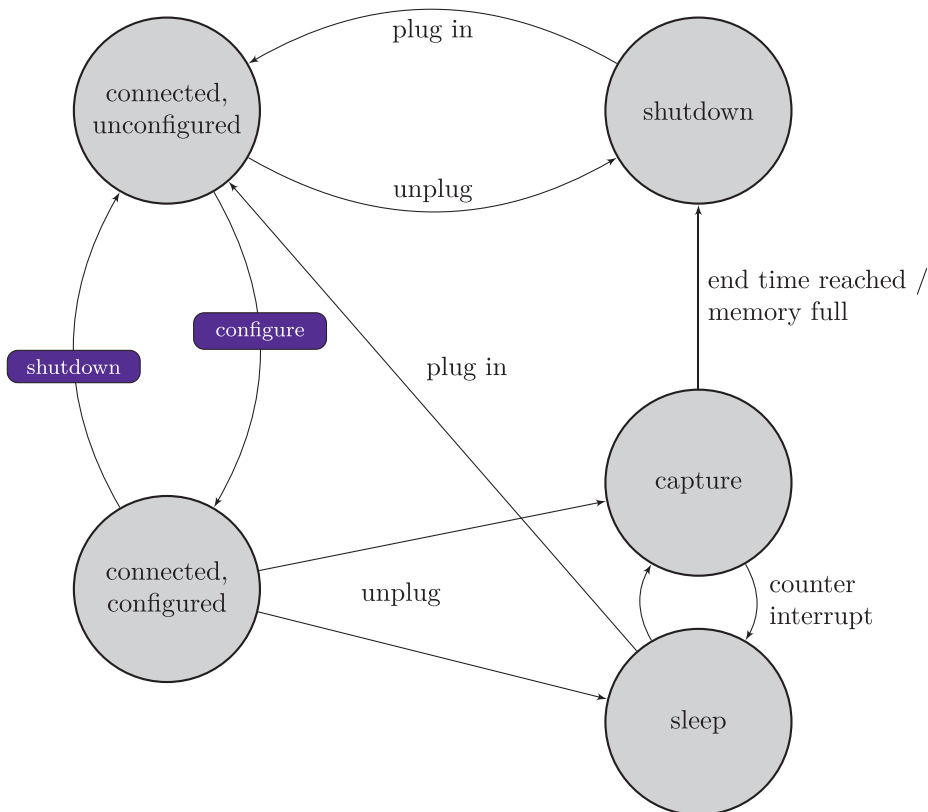 plug in
connected,
unconfigured
shutdown
unplug
end time reached /
memory full
configure
shutdown
plug in
capture
connected,
configured
unplug
counter
interrupt
sleep